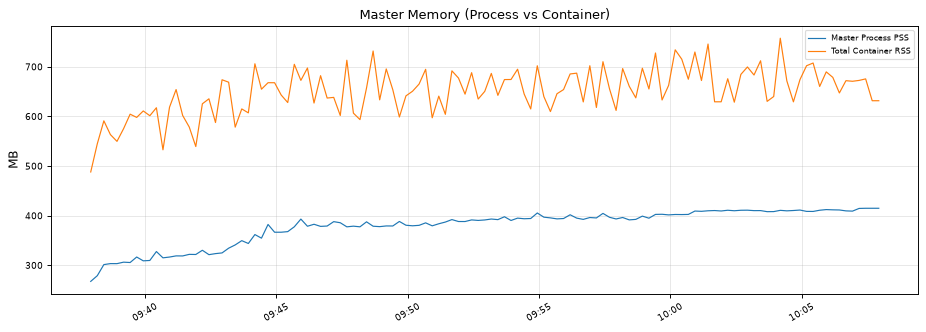 Master Memory (Process vs Container)
Master Process PSS
Total Container RSS
MB
700
600
500
400
300
09:40
09:45
09:50
09:55
10:00
10:05